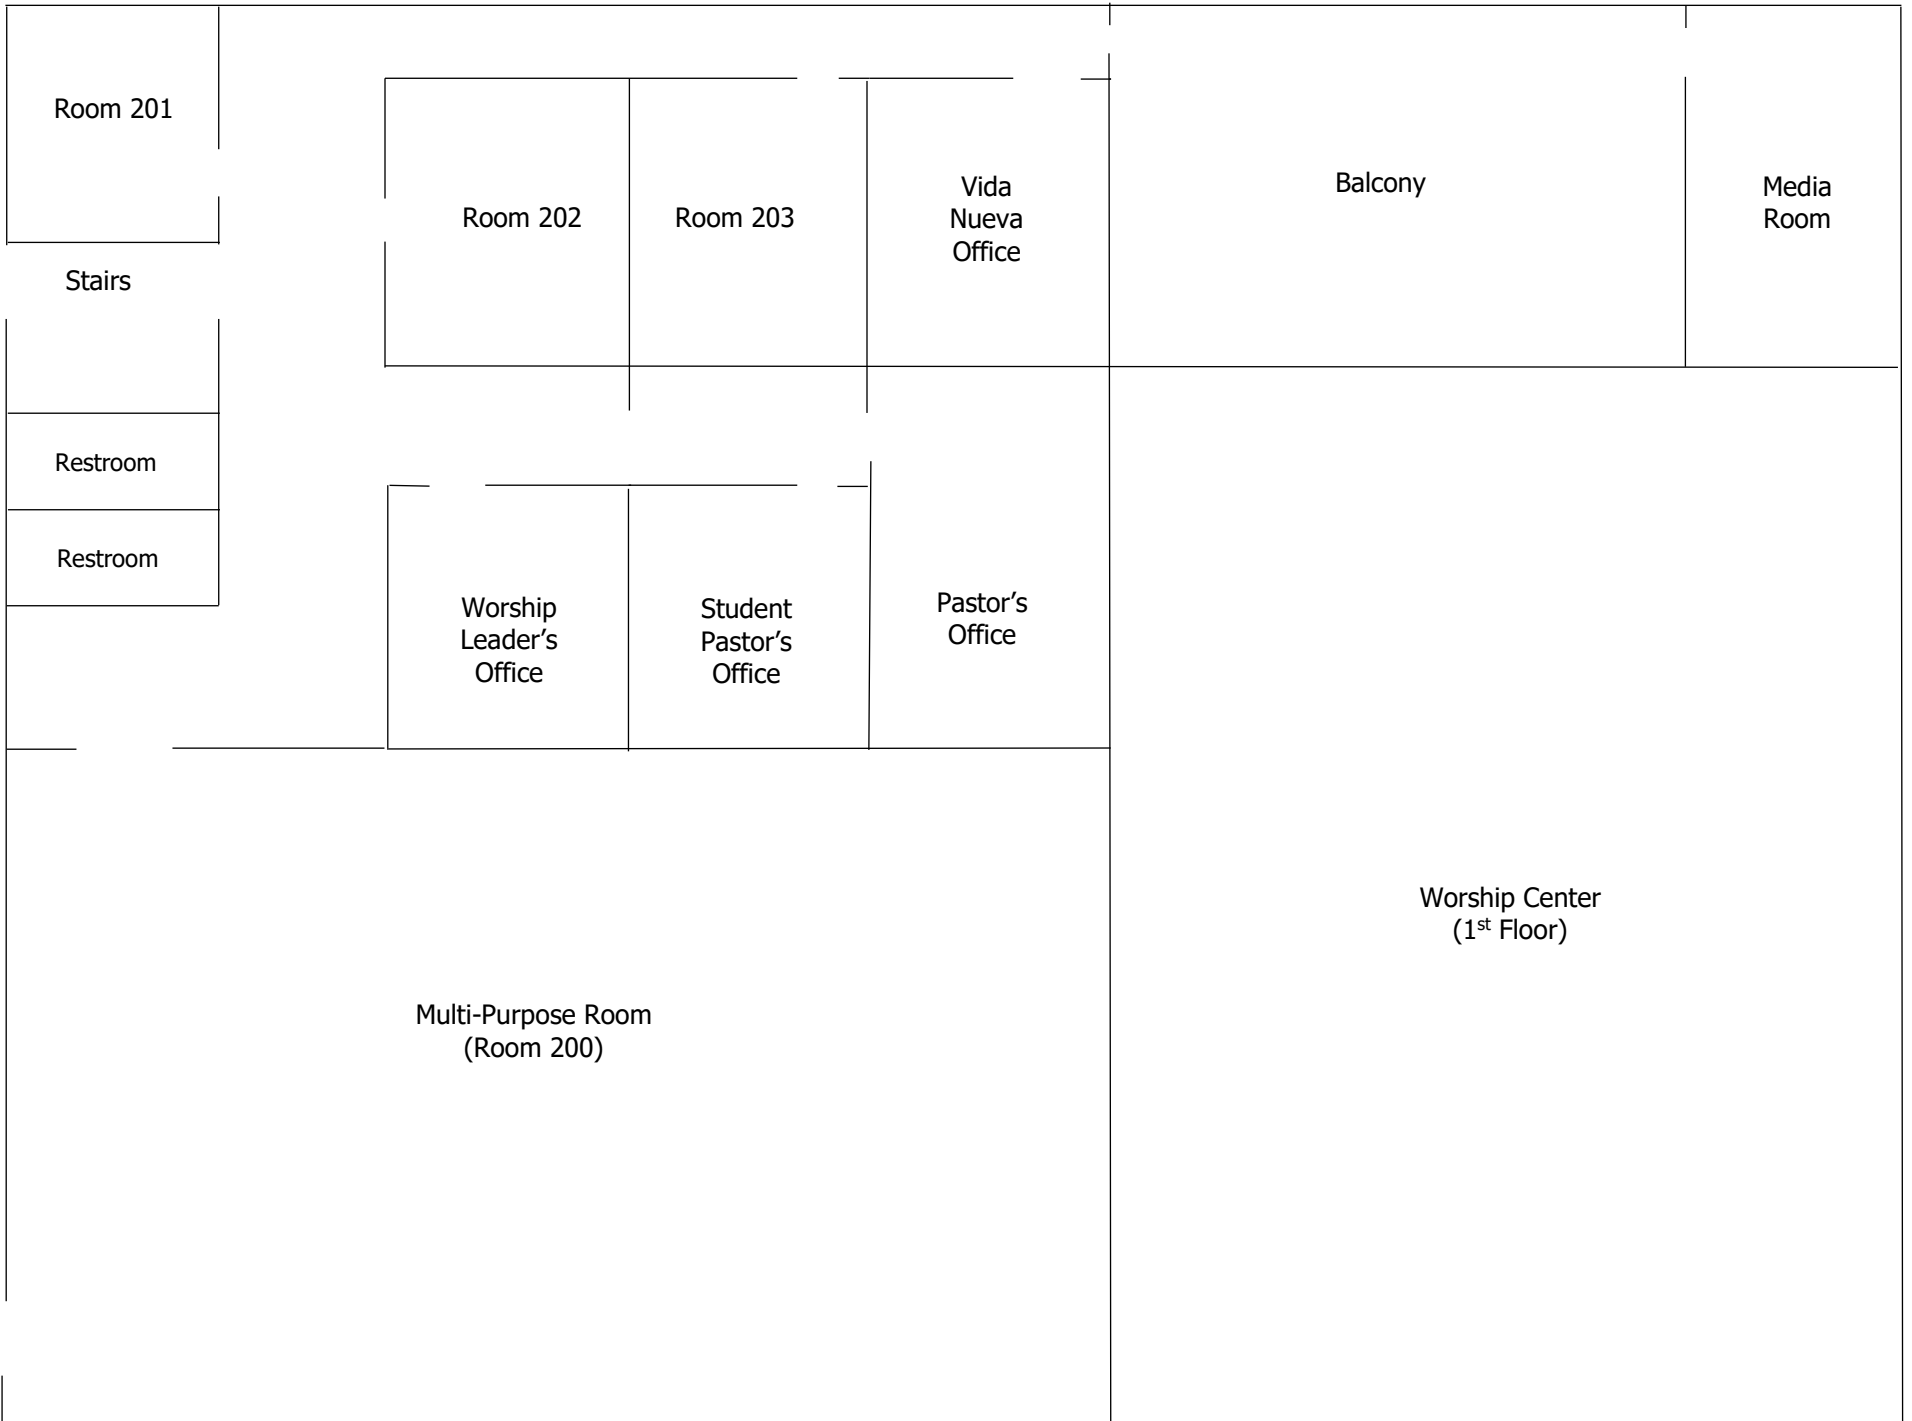 Room 201
Room 202
Room 203
Vida
Nueva
Office
Balcony
Media
Room
Stairs
Restroom
Restroom
Worship
Leader’s
Office
Student
Pastor’s
Office
Pastor’s
Office
Worship Center
(1st Floor)
Multi-Purpose Room
(Room 200)